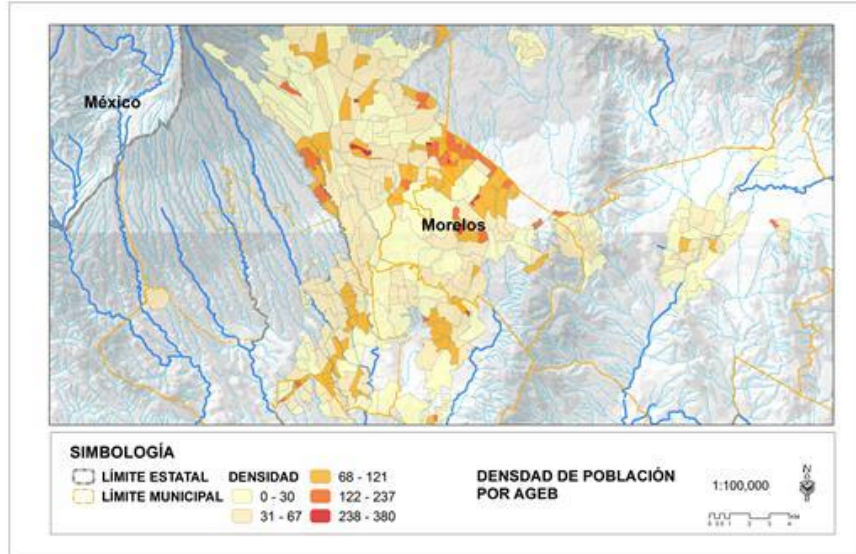 México
Morelos
SIMBOLOGÍA
LÍMITE ESTATAL
LÍMITE MUNICIPAL
DENSIDAD
0 - 30
31 - 67
68 - 121
122 - 237
238 - 380
DENSDAD DE POBLACIÓN
POR AGEB
1:100,000
N
KM